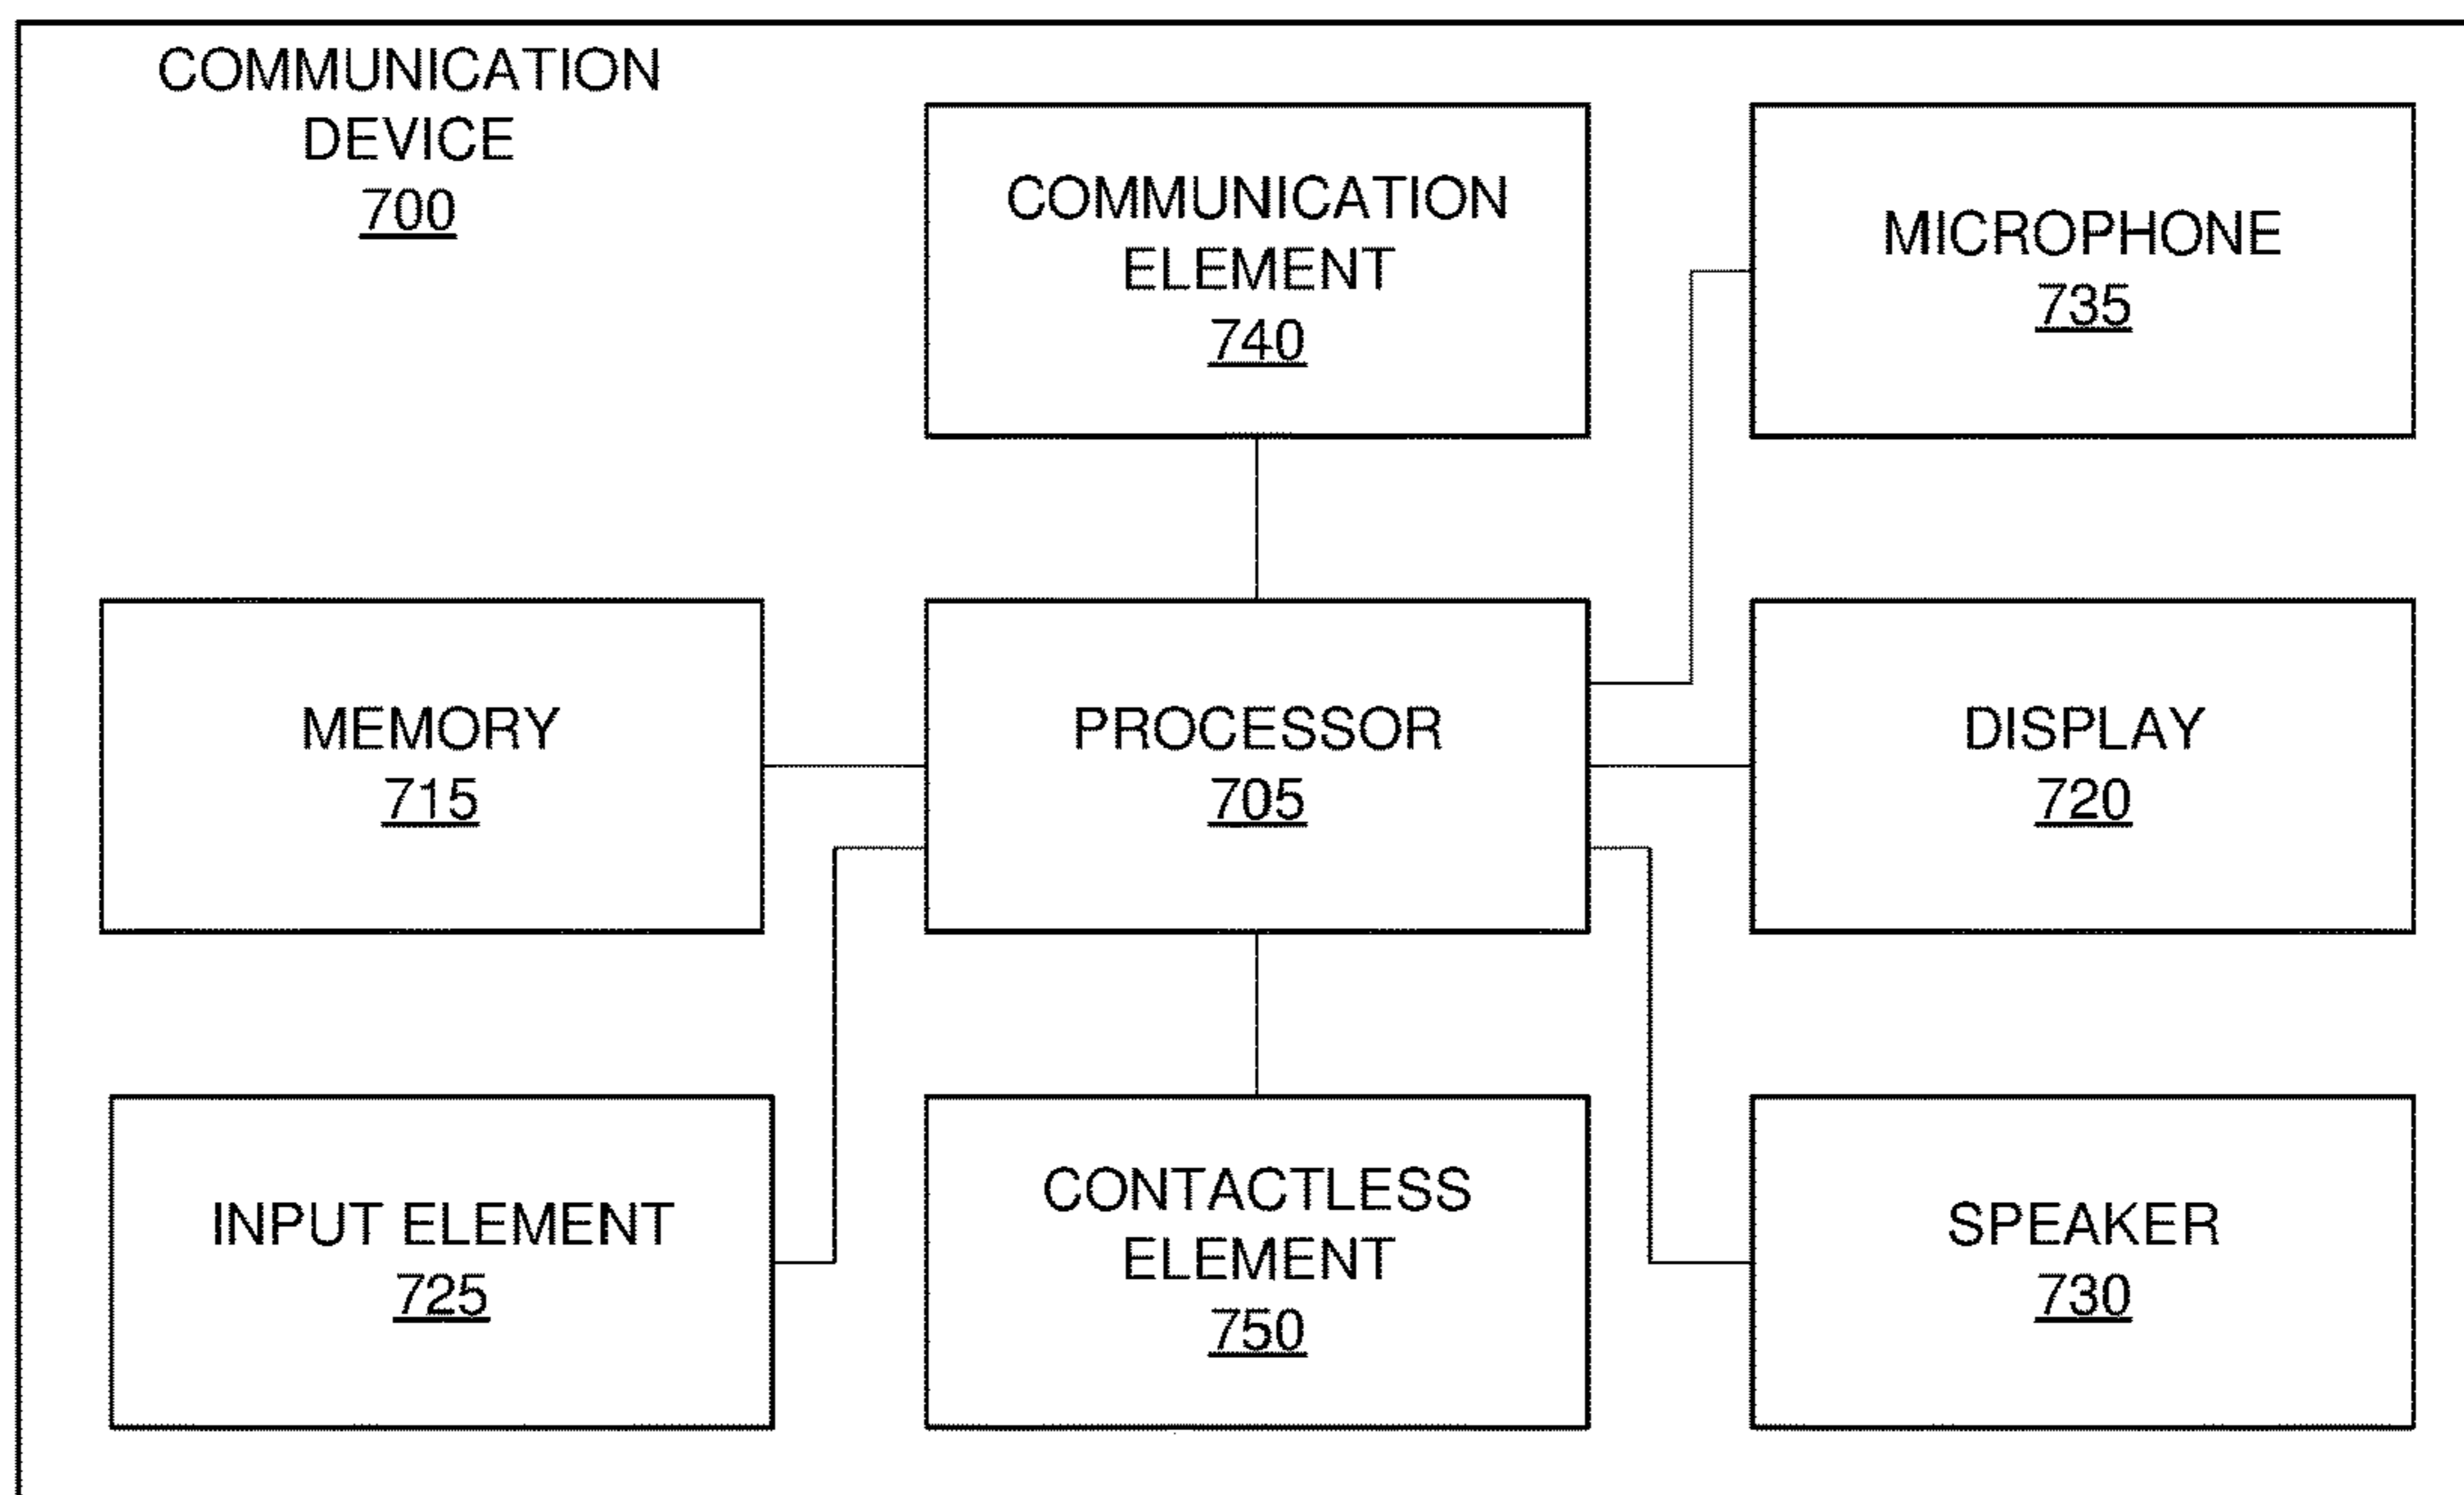 COMMUNICATION
DEVICE
700
COMMUNICATION
ELEMENT
740
MICROPHONE
735
MEMORY
715
PROCESSOR
705
DISPLAY
720
INPUT ELEMENT
725
CONTACTLESS
ELEMENT
750
SPEAKER
730